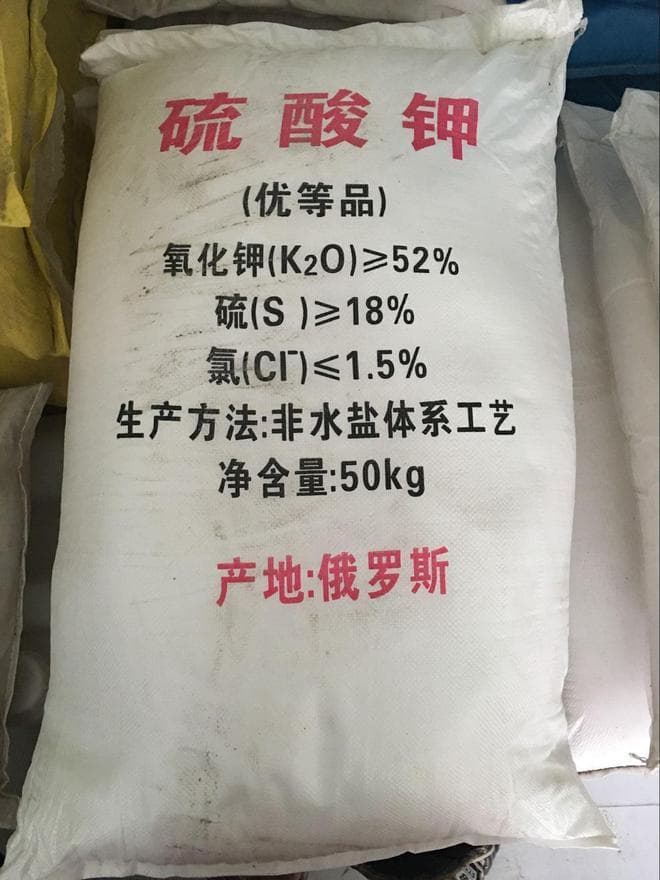 硫酸钾
(优等品)
氧化钾(K₂O)≥52%
硫(S )≥18%
氯(Cl⁻)≤1.5%
生产方法:非水盐体系工艺
净含量:50kg
产地:俄罗斯